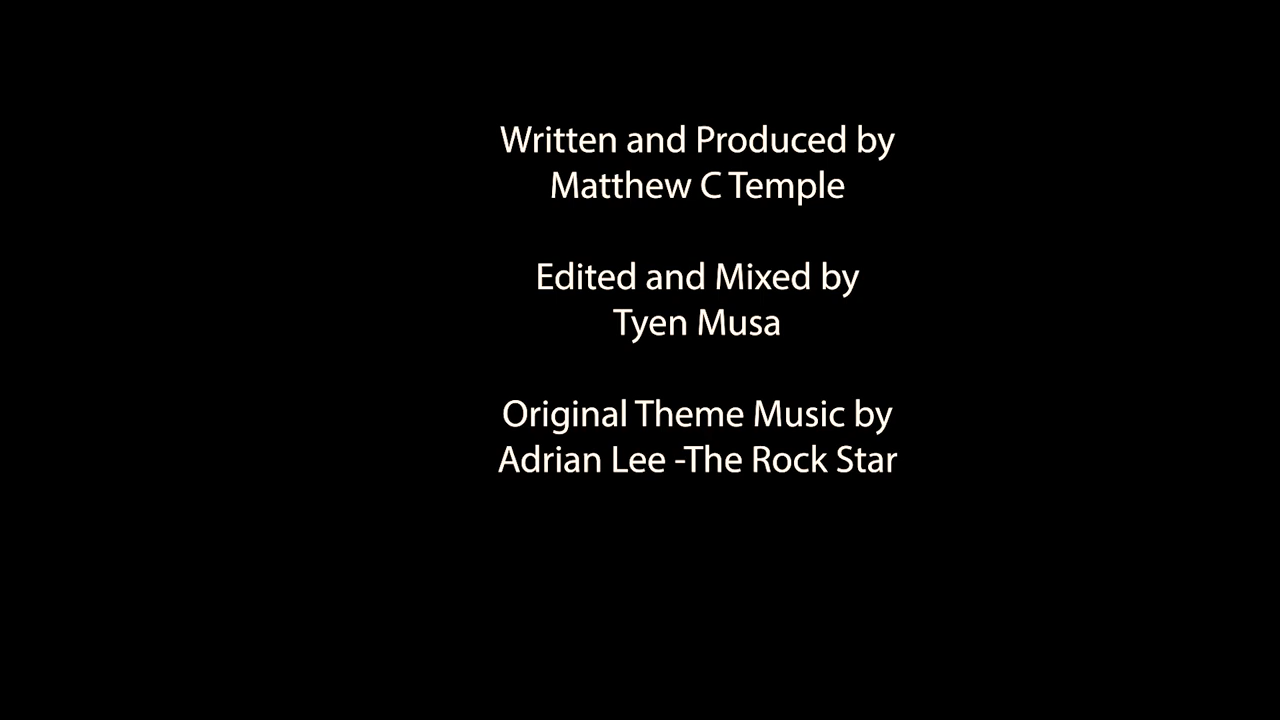 Written and Produced by
Matthew C Temple
Edited and Mixed by
Tyen Musa
Original Theme Music by
Adrian Lee -The Rock Star